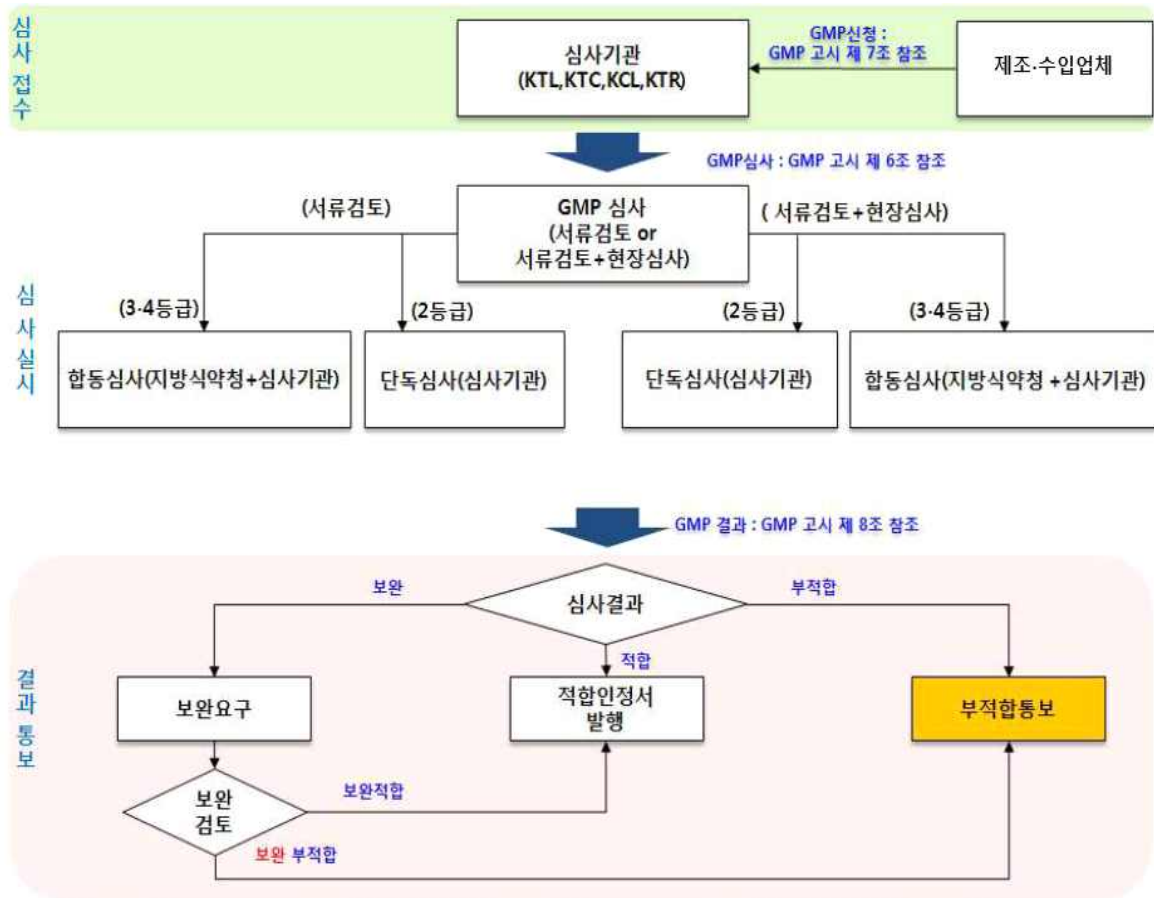 심사 접수
심사기관
(KTL,KTC,KCL,KTR)
GMP신청 :
GMP 고시 제 7조 참조
제조·수입업체
GMP심사 : GMP 고시 제 6조 참조
심 사 실시
(서류검토)
GMP 심사
(서류검토 or
서류검토+현장심사)
( 서류검토+현장심사)
(3·4등급)
(2등급)
(2등급)
(3·4등급)
합동심사(지방식약청+심사기관)
단독심사(심사기관)
단독심사(심사기관)
합동심사(지방식약청 +심사기관)
GMP 결과 : GMP 고시 제 8조 참조
결과 통보
보완
심사결과
부적합
적합
보완요구
적합인정서
발행
부적합통보
보완
검토
보완적합
보완 부적합